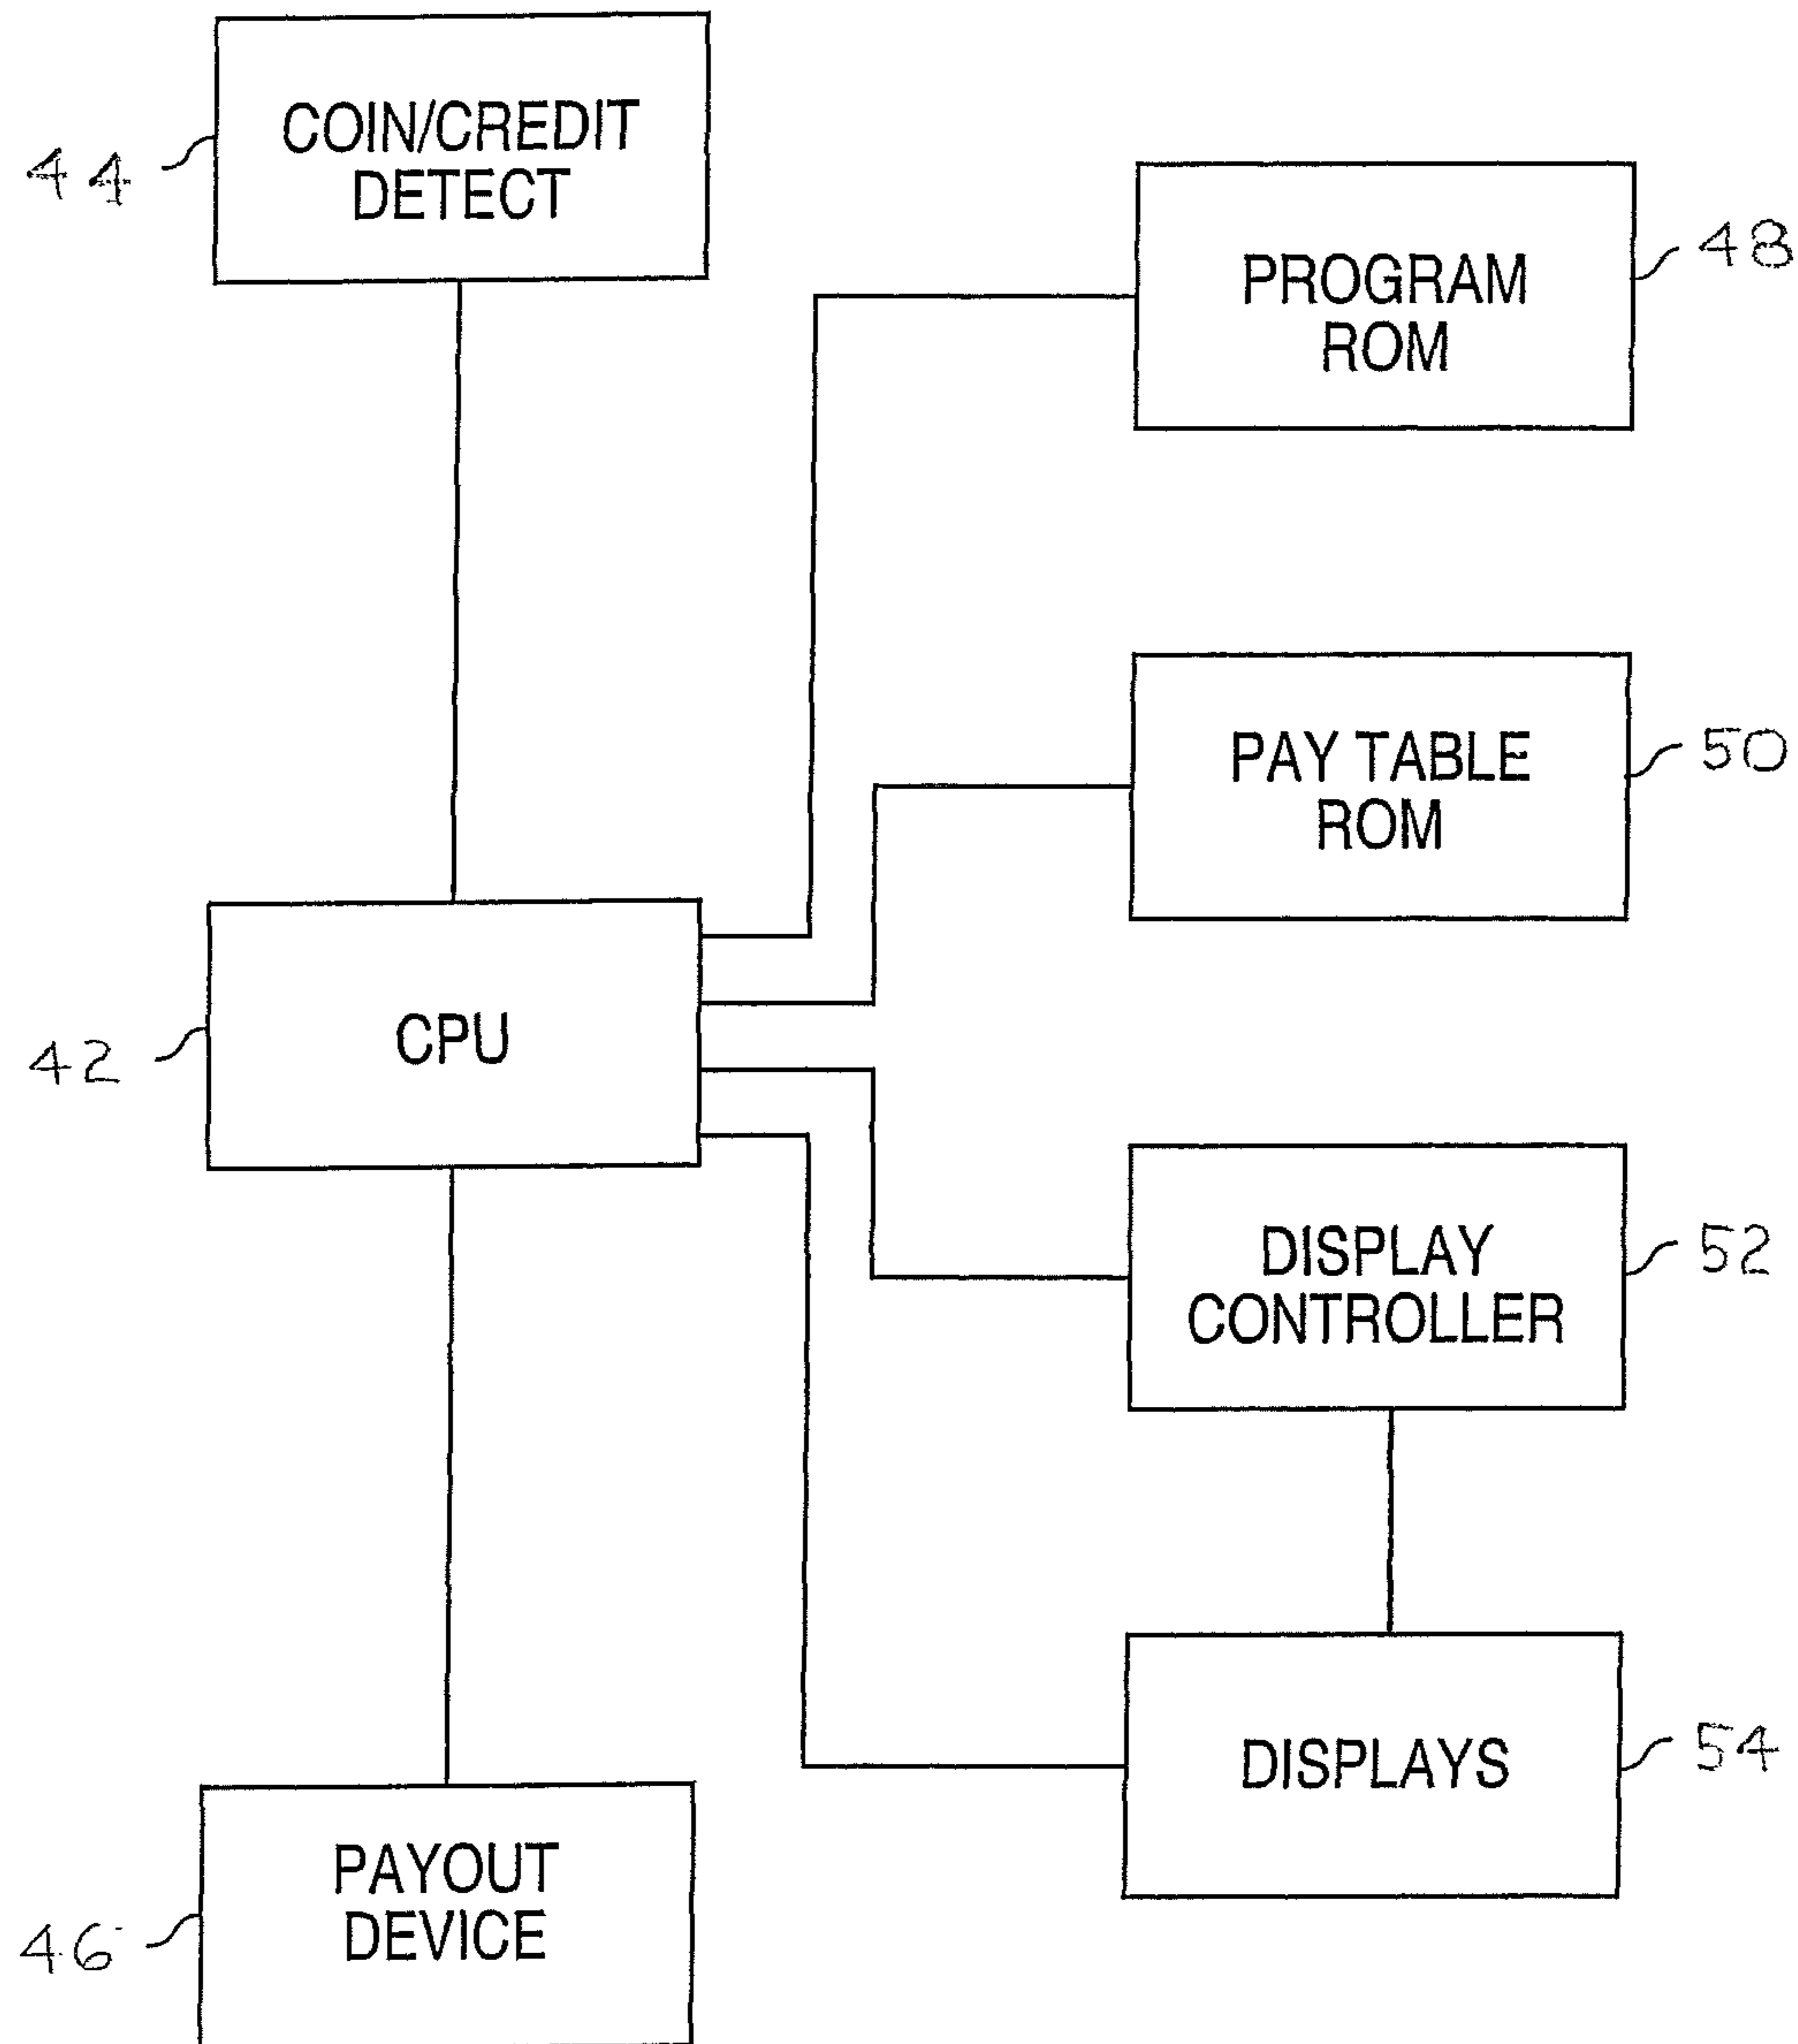 COIN/CREDIT
DETECT
44
PROGRAM
ROM
48
PAY TABLE
ROM
50
CPU
42
DISPLAY
CONTROLLER
52
DISPLAYS
54
PAYOUT
DEVICE
46